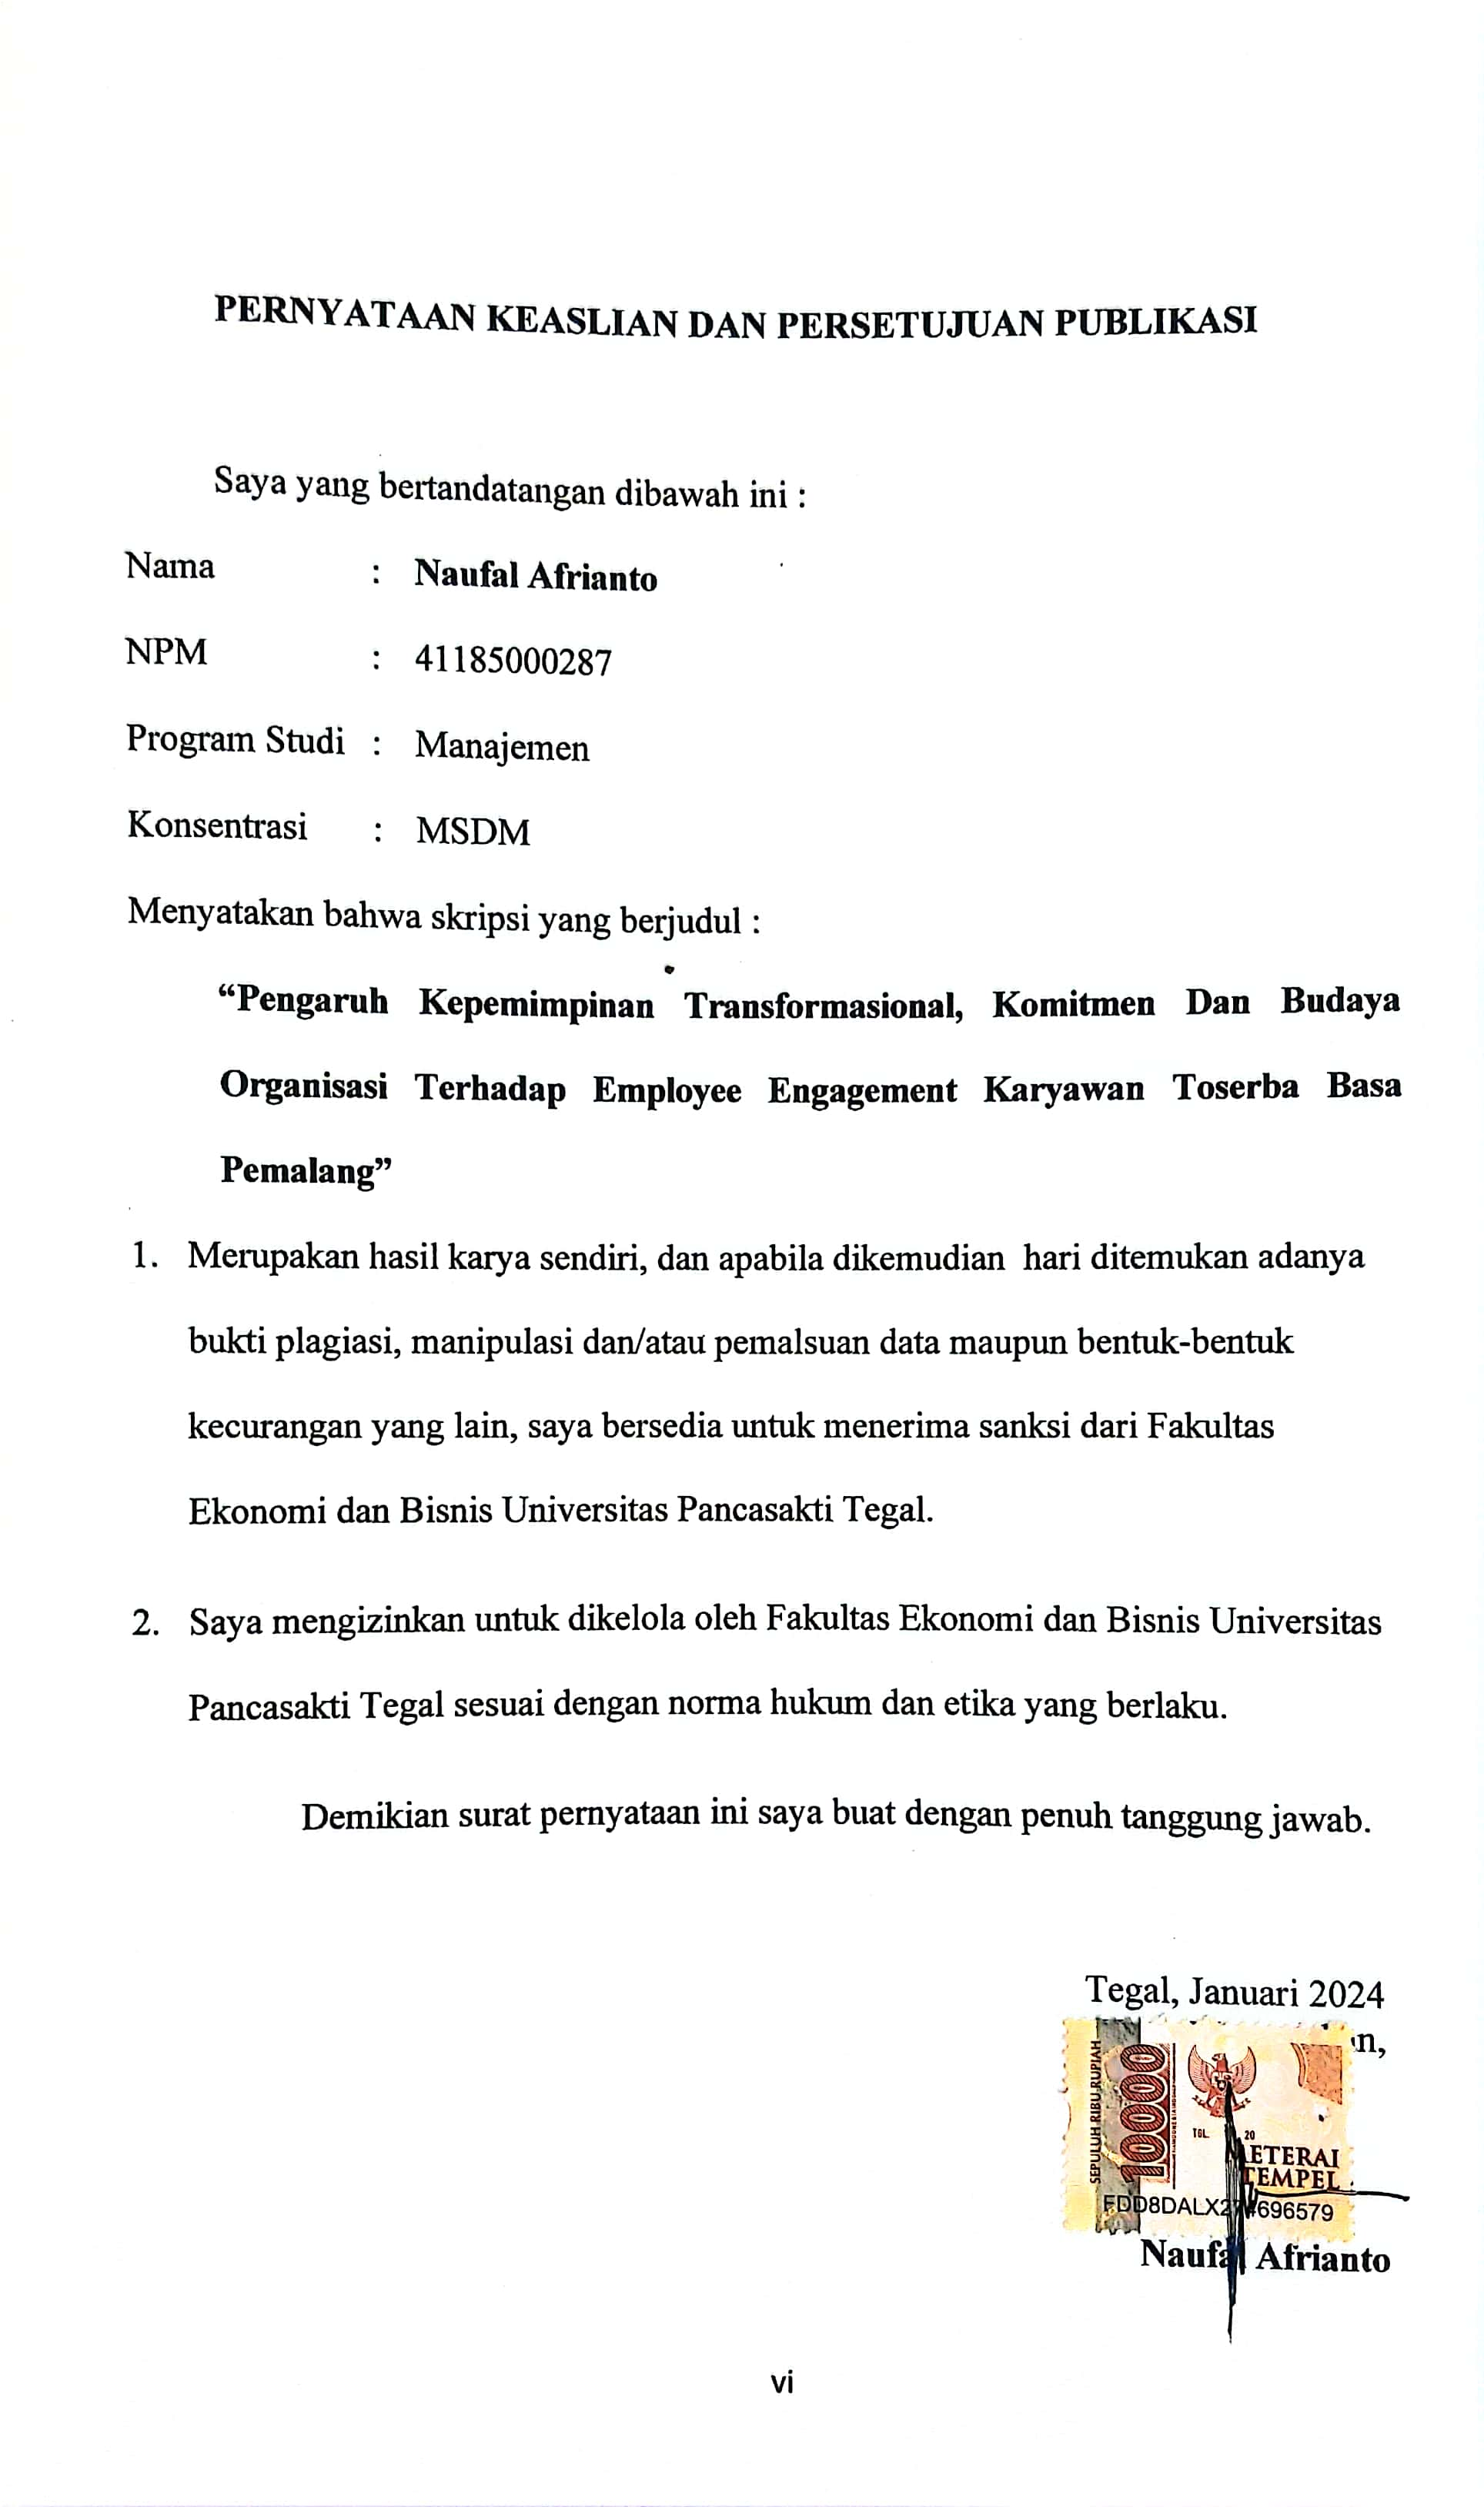 PERNYATAAN KEASLIAN DAN PERSETUJUAN PUBLIKASI
Saya yang bertandatangan dibawah ini :
Nama : Naufal Afrianto
NPM : 41185000287
Program Studi : Manajemen
Konsentrasi : MSDM
Menyatakan bahwa skripsi yang berjudul :
“Pengaruh Kepemimpinan Transformasional, Komitmen Dan Budaya
Organisasi Terhadap Employee Engagement Karyawan Toserba Basa
Pemalang”
1. Merupakan hasil karya sendiri, dan apabila dikemudian hari ditemukan adanya
bukti plagiasi, manipulasi dan/atau pemalsuan data maupun bentuk-bentuk
kecurangan yang lain, saya bersedia untuk menerima sanksi dari Fakultas
Ekonomi dan Bisnis Universitas Pancasakti Tegal.
2. Saya mengizinkan untuk dikelola oleh Fakultas Ekonomi dan Bisnis Universitas
Pancasakti Tegal sesuai dengan norma hukum dan etika yang berlaku.
Demikian surat pernyataan ini saya buat dengan penuh tanggung jawab.
Tegal, Januari 2024
n,
SEPULUH RIBU RUPIAH
10000
TGL. 20
METERAI
TEMPEL
Naufal Afrianto
vi